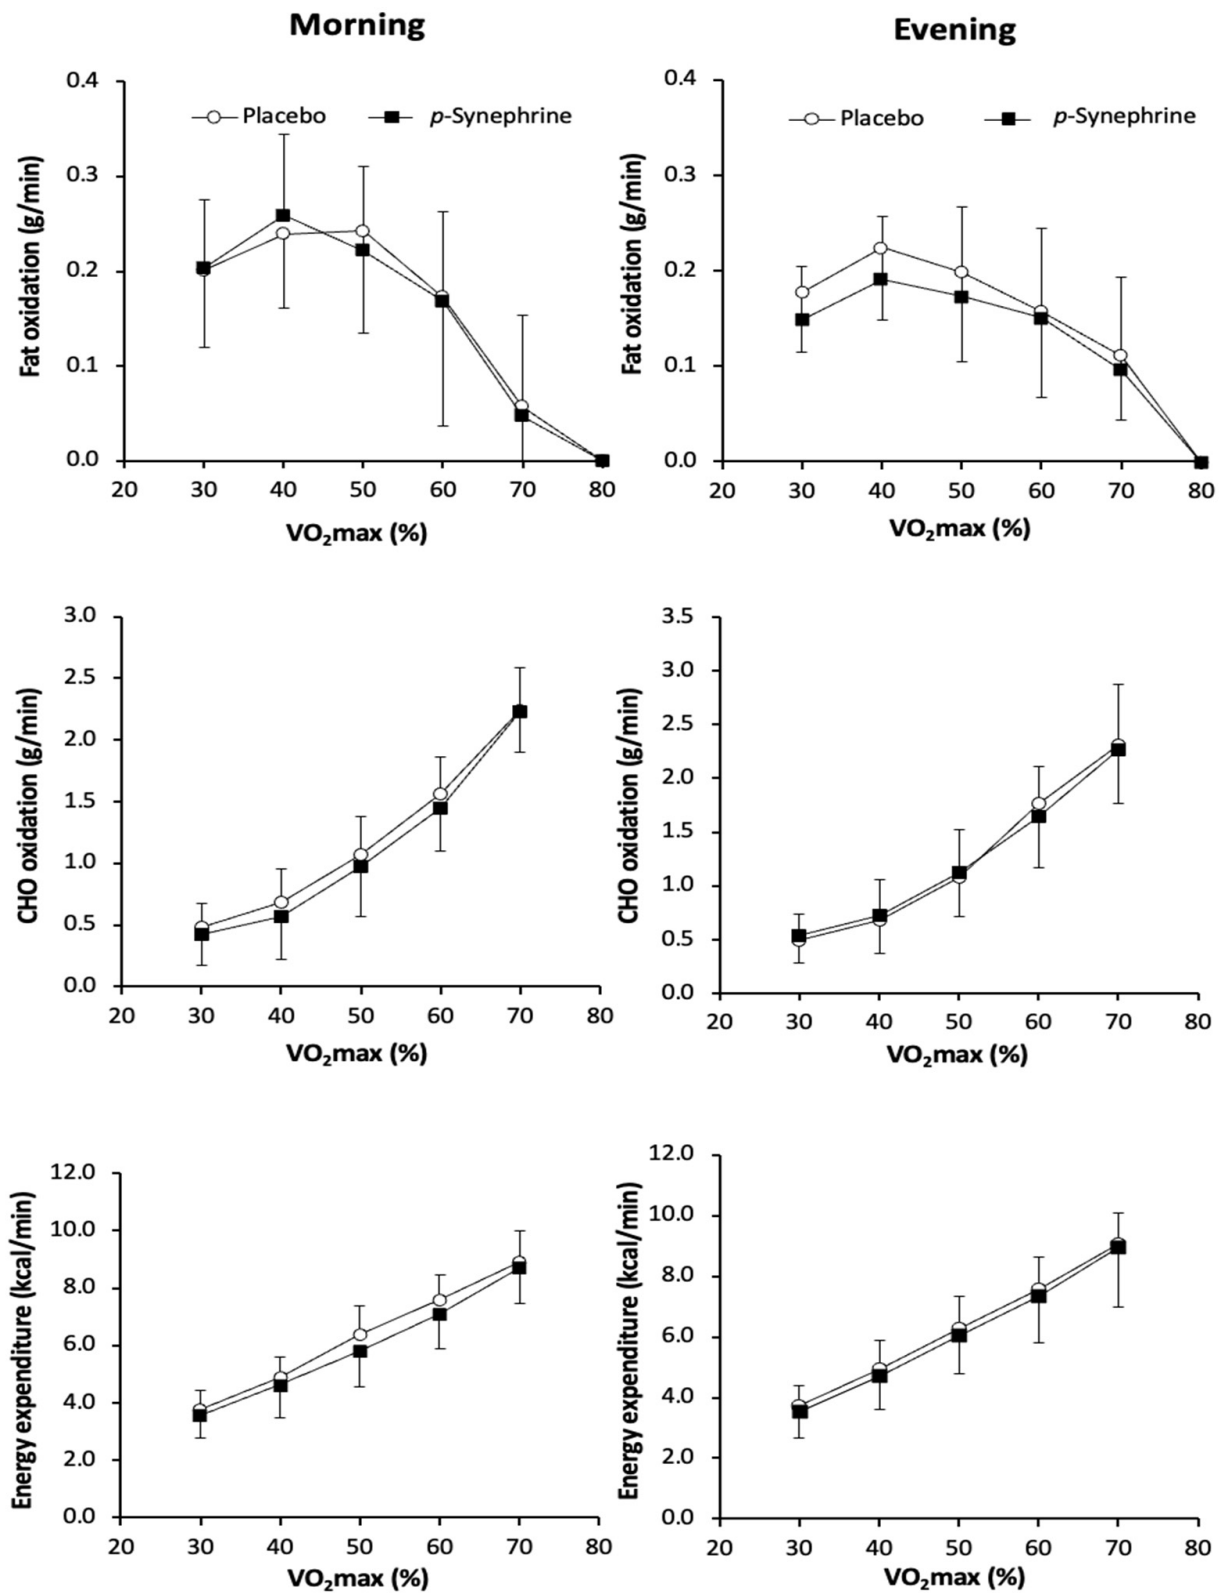 Morning
Evening
0.4
0.3
0.2
0.1
0.0
Fat oxidation (g/min)
Placebo
p-Synephrine
20 30 40 50 60 70 80
VO2max (%)
0.4
0.3
0.2
0.1
0.0
Fat oxidation (g/min)
Placebo
p-Synephrine
20 30 40 50 60 70 80
VO2max (%)
3.0
2.5
2.0
1.5
1.0
0.5
0.0
CHO oxidation (g/min)
20 30 40 50 60 70 80
VO2max (%)
3.5
3.0
2.5
2.0
1.5
1.0
0.5
0.0
CHO oxidation (g/min)
20 30 40 50 60 70 80
VO2max (%)
12.0
10.0
8.0
6.0
4.0
2.0
0.0
Energy expenditure (kcal/min)
20 30 40 50 60 70 80
VO2max (%)
12.0
10.0
8.0
6.0
4.0
2.0
0.0
Energy expenditure (kcal/min)
20 30 40 50 60 70 80
VO2max (%)